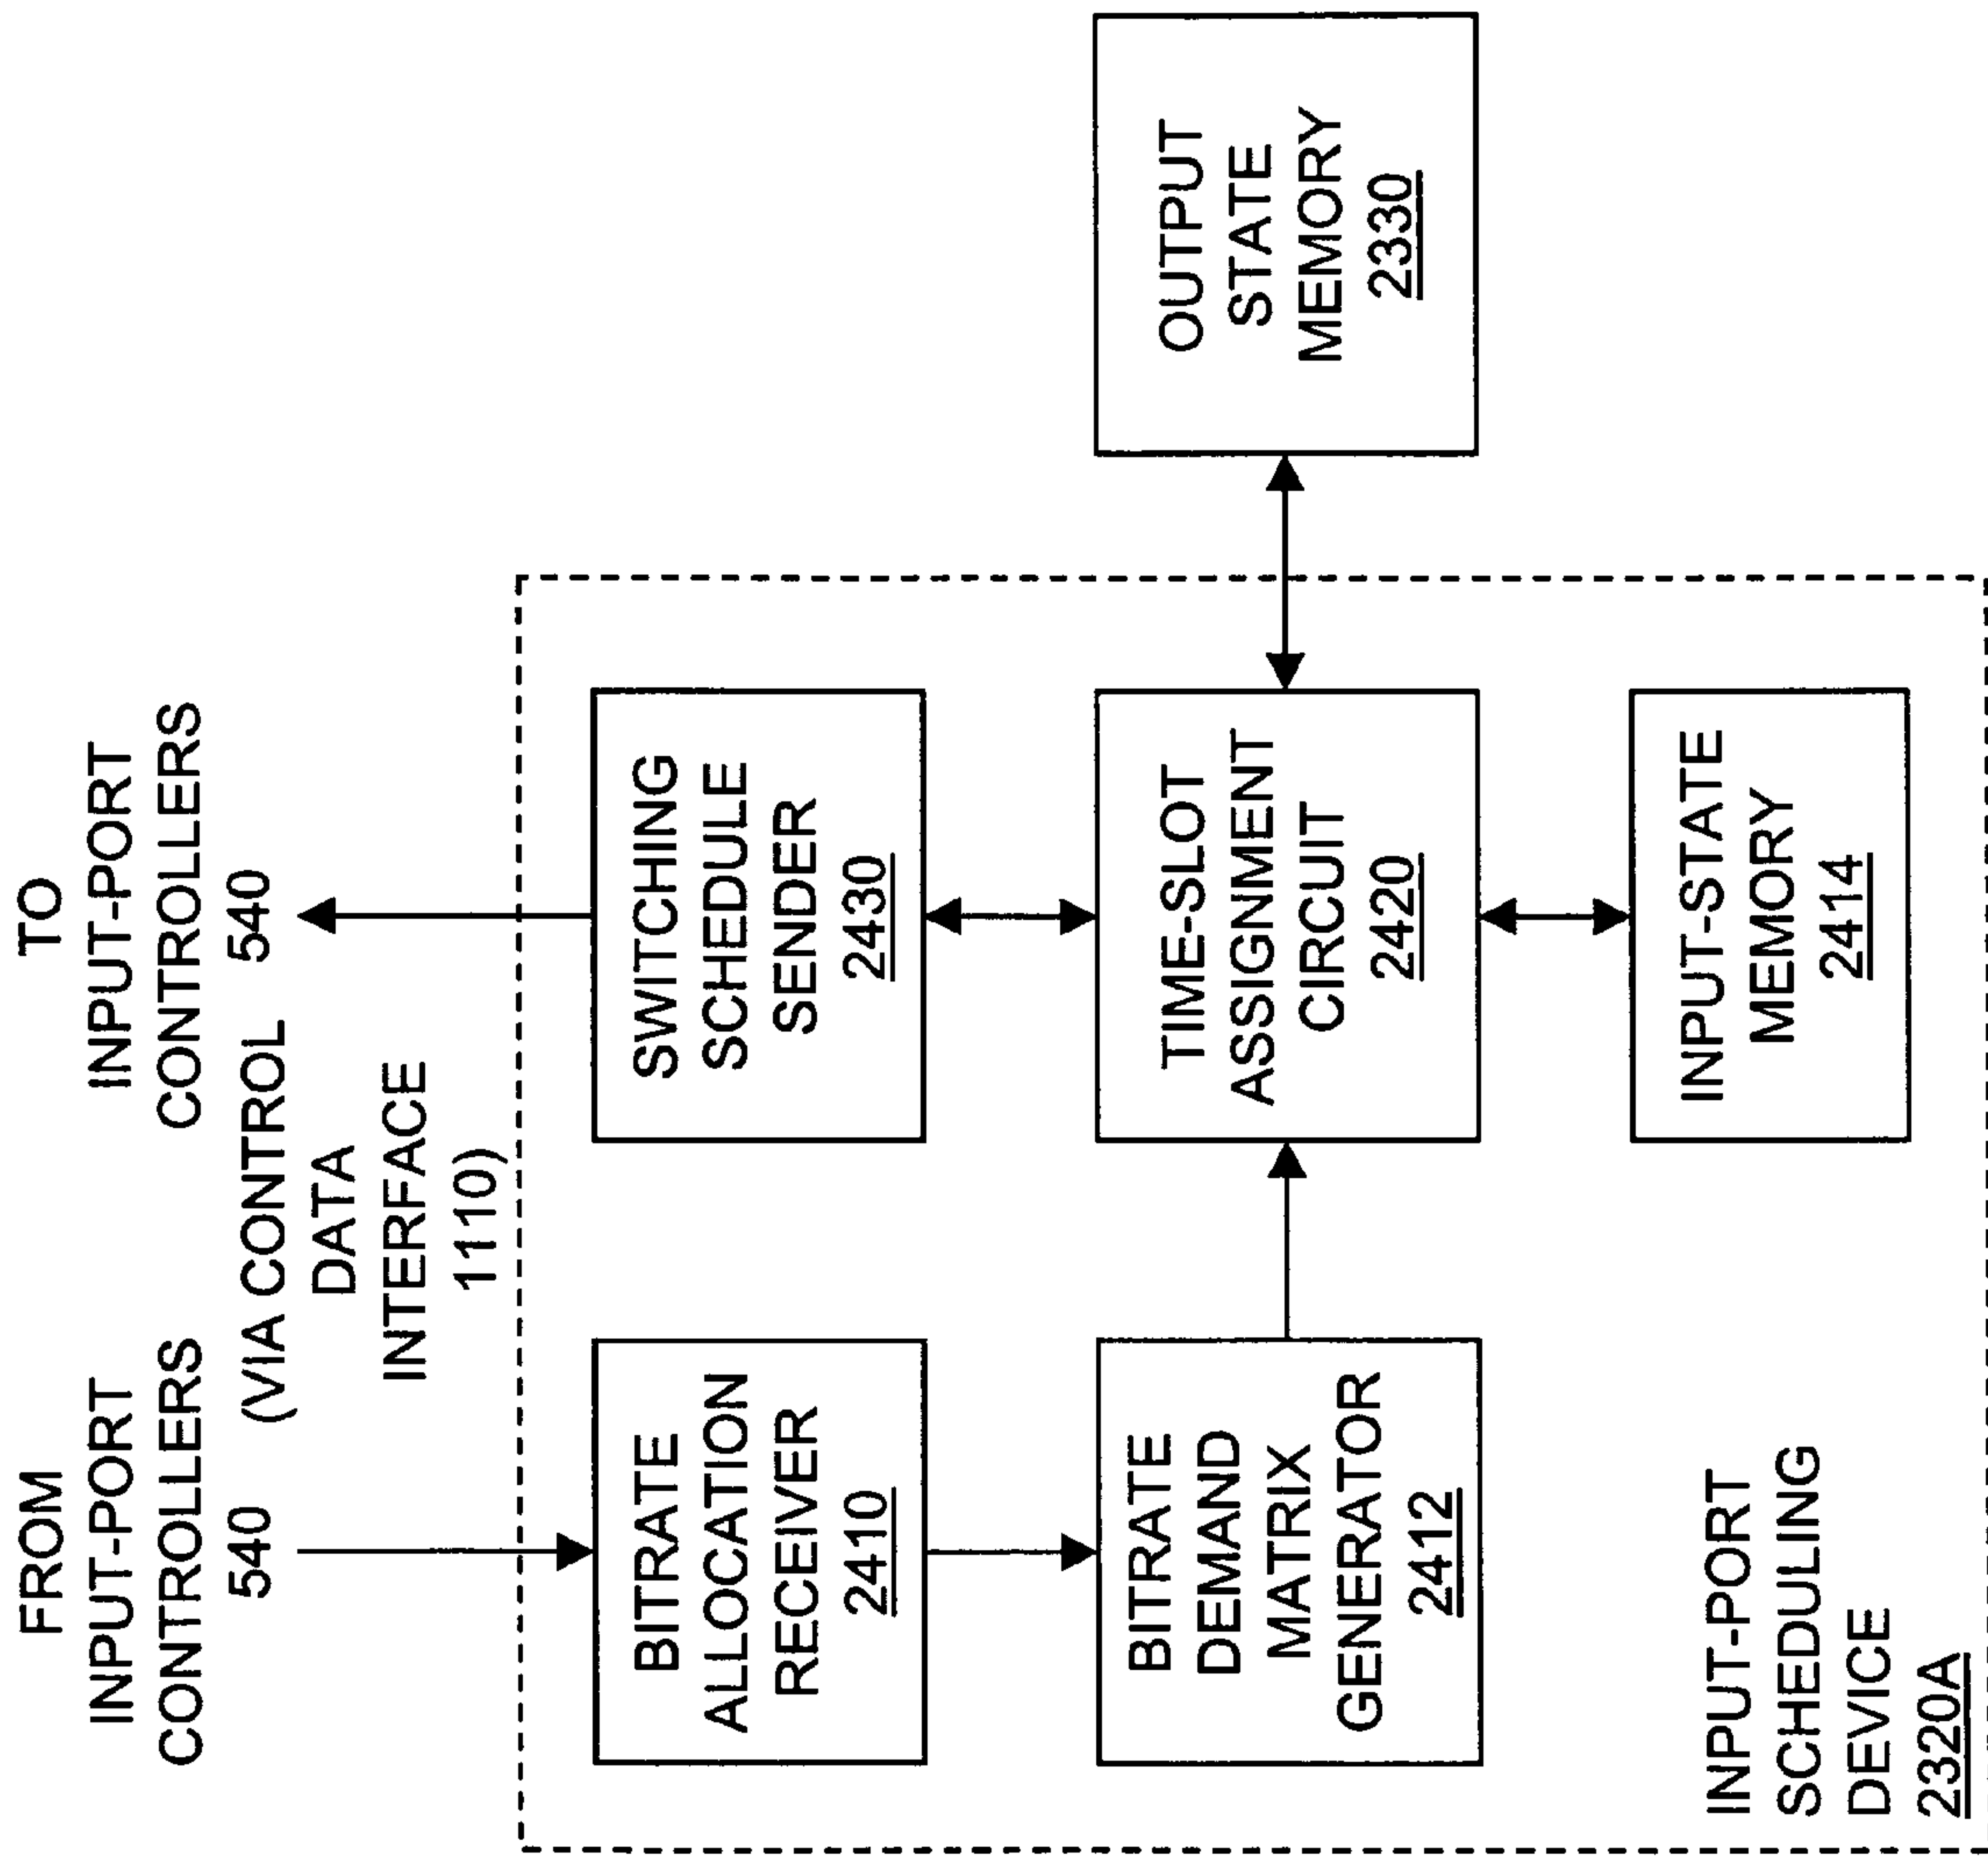 FROM
INPUT-PORT
CONTROLLERS
540
(VIA CONTROL
DATA
INTERFACE
1110)
TO
INPUT-PORT
CONTROLLERS
540
BITRATE
ALLOCATION
RECEIVER
2410
SWITCHING
SCHEDULE
SENDER
2430
BITRATE
DEMAND
MATRIX
GENERATOR
2412
TIME-SLOT
ASSIGNMENT
CIRCUIT
2420
OUTPUT
STATE
MEMORY
2330
INPUT-PORT
SCHEDULING
DEVICE
2320A
INPUT-STATE
MEMORY
2414